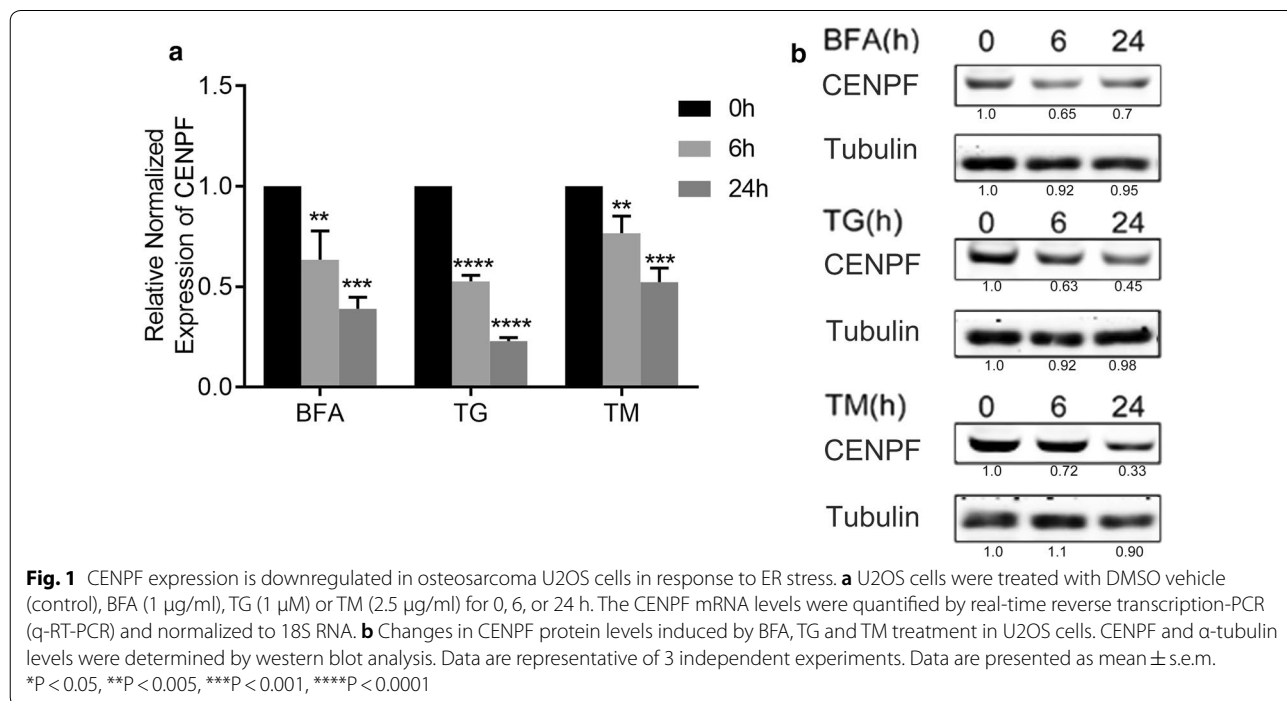 a
1.5
1.0
0.5
0.0
Relative Normalized
Expression of CENPF
0h
6h
24h
** *** **** **** ** ***
BFA TG TM
b
BFA(h) 0 6 24
CENPF
1.0 0.65 0.7
Tubulin
1.0 0.92 0.95
TG(h) 0 6 24
CENPF
1.0 0.63 0.45
Tubulin
1.0 0.92 0.98
TM(h) 0 6 24
CENPF
1.0 0.72 0.33
Tubulin
1.0 1.1 0.90
Fig. 1 CENPF expression is downregulated in osteosarcoma U2OS cells in response to ER stress. a U2OS cells were treated with DMSO vehicle
(control), BFA (1 μg/ml), TG (1 μM) or TM (2.5 μg/ml) for 0, 6, or 24 h. The CENPF mRNA levels were quantified by real-time reverse transcription-PCR
(q-RT-PCR) and normalized to 18S RNA. b Changes in CENPF protein levels induced by BFA, TG and TM treatment in U2OS cells. CENPF and α-tubulin
levels were determined by western blot analysis. Data are representative of 3 independent experiments. Data are presented as mean ± s.e.m.
*P < 0.05, **P < 0.005, ***P < 0.001, ****P < 0.0001